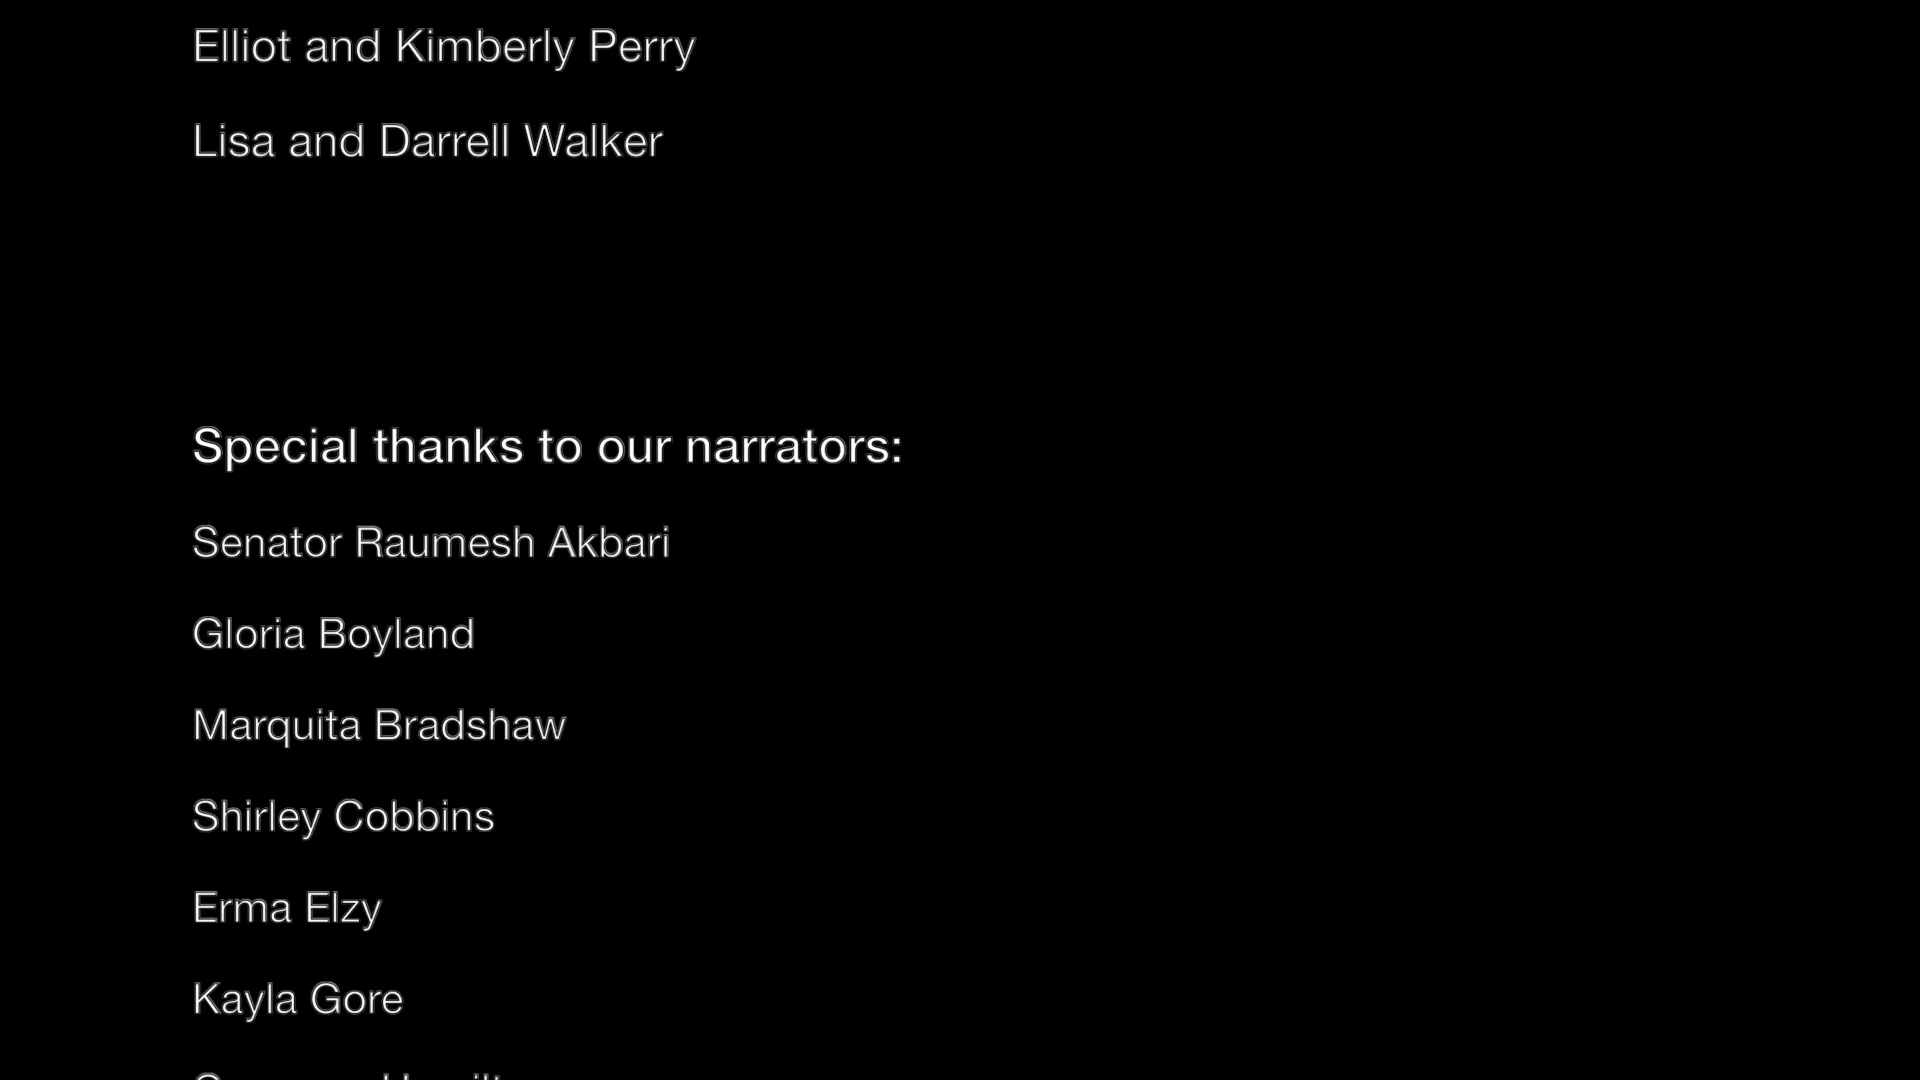 Elliot and Kimberly Perry
Lisa and Darrell Walker
Special thanks to our narrators:
Senator Raumesh Akbari
Gloria Boyland
Marquita Bradshaw
Shirley Cobbins
Erma Elzy
Kayla Gore